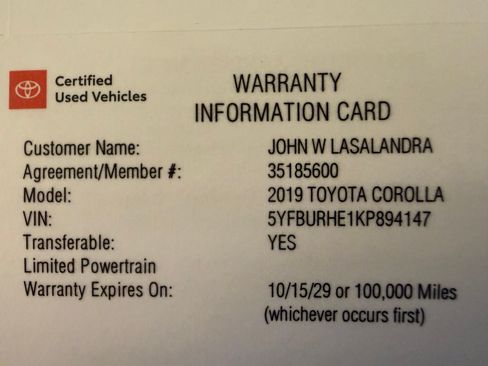 Certified
Used Vehicles
WARRANTY
INFORMATION CARD
Customer Name: JOHN W LASALANDRA
Agreement/Member #: 35185600
Model: 2019 TOYOTA COROLLA
VIN: 5YFBURHE1KP894147
Transferable: YES
Limited Powertrain
Warranty Expires On: 10/15/29 or 100,000 Miles
(whichever occurs first)